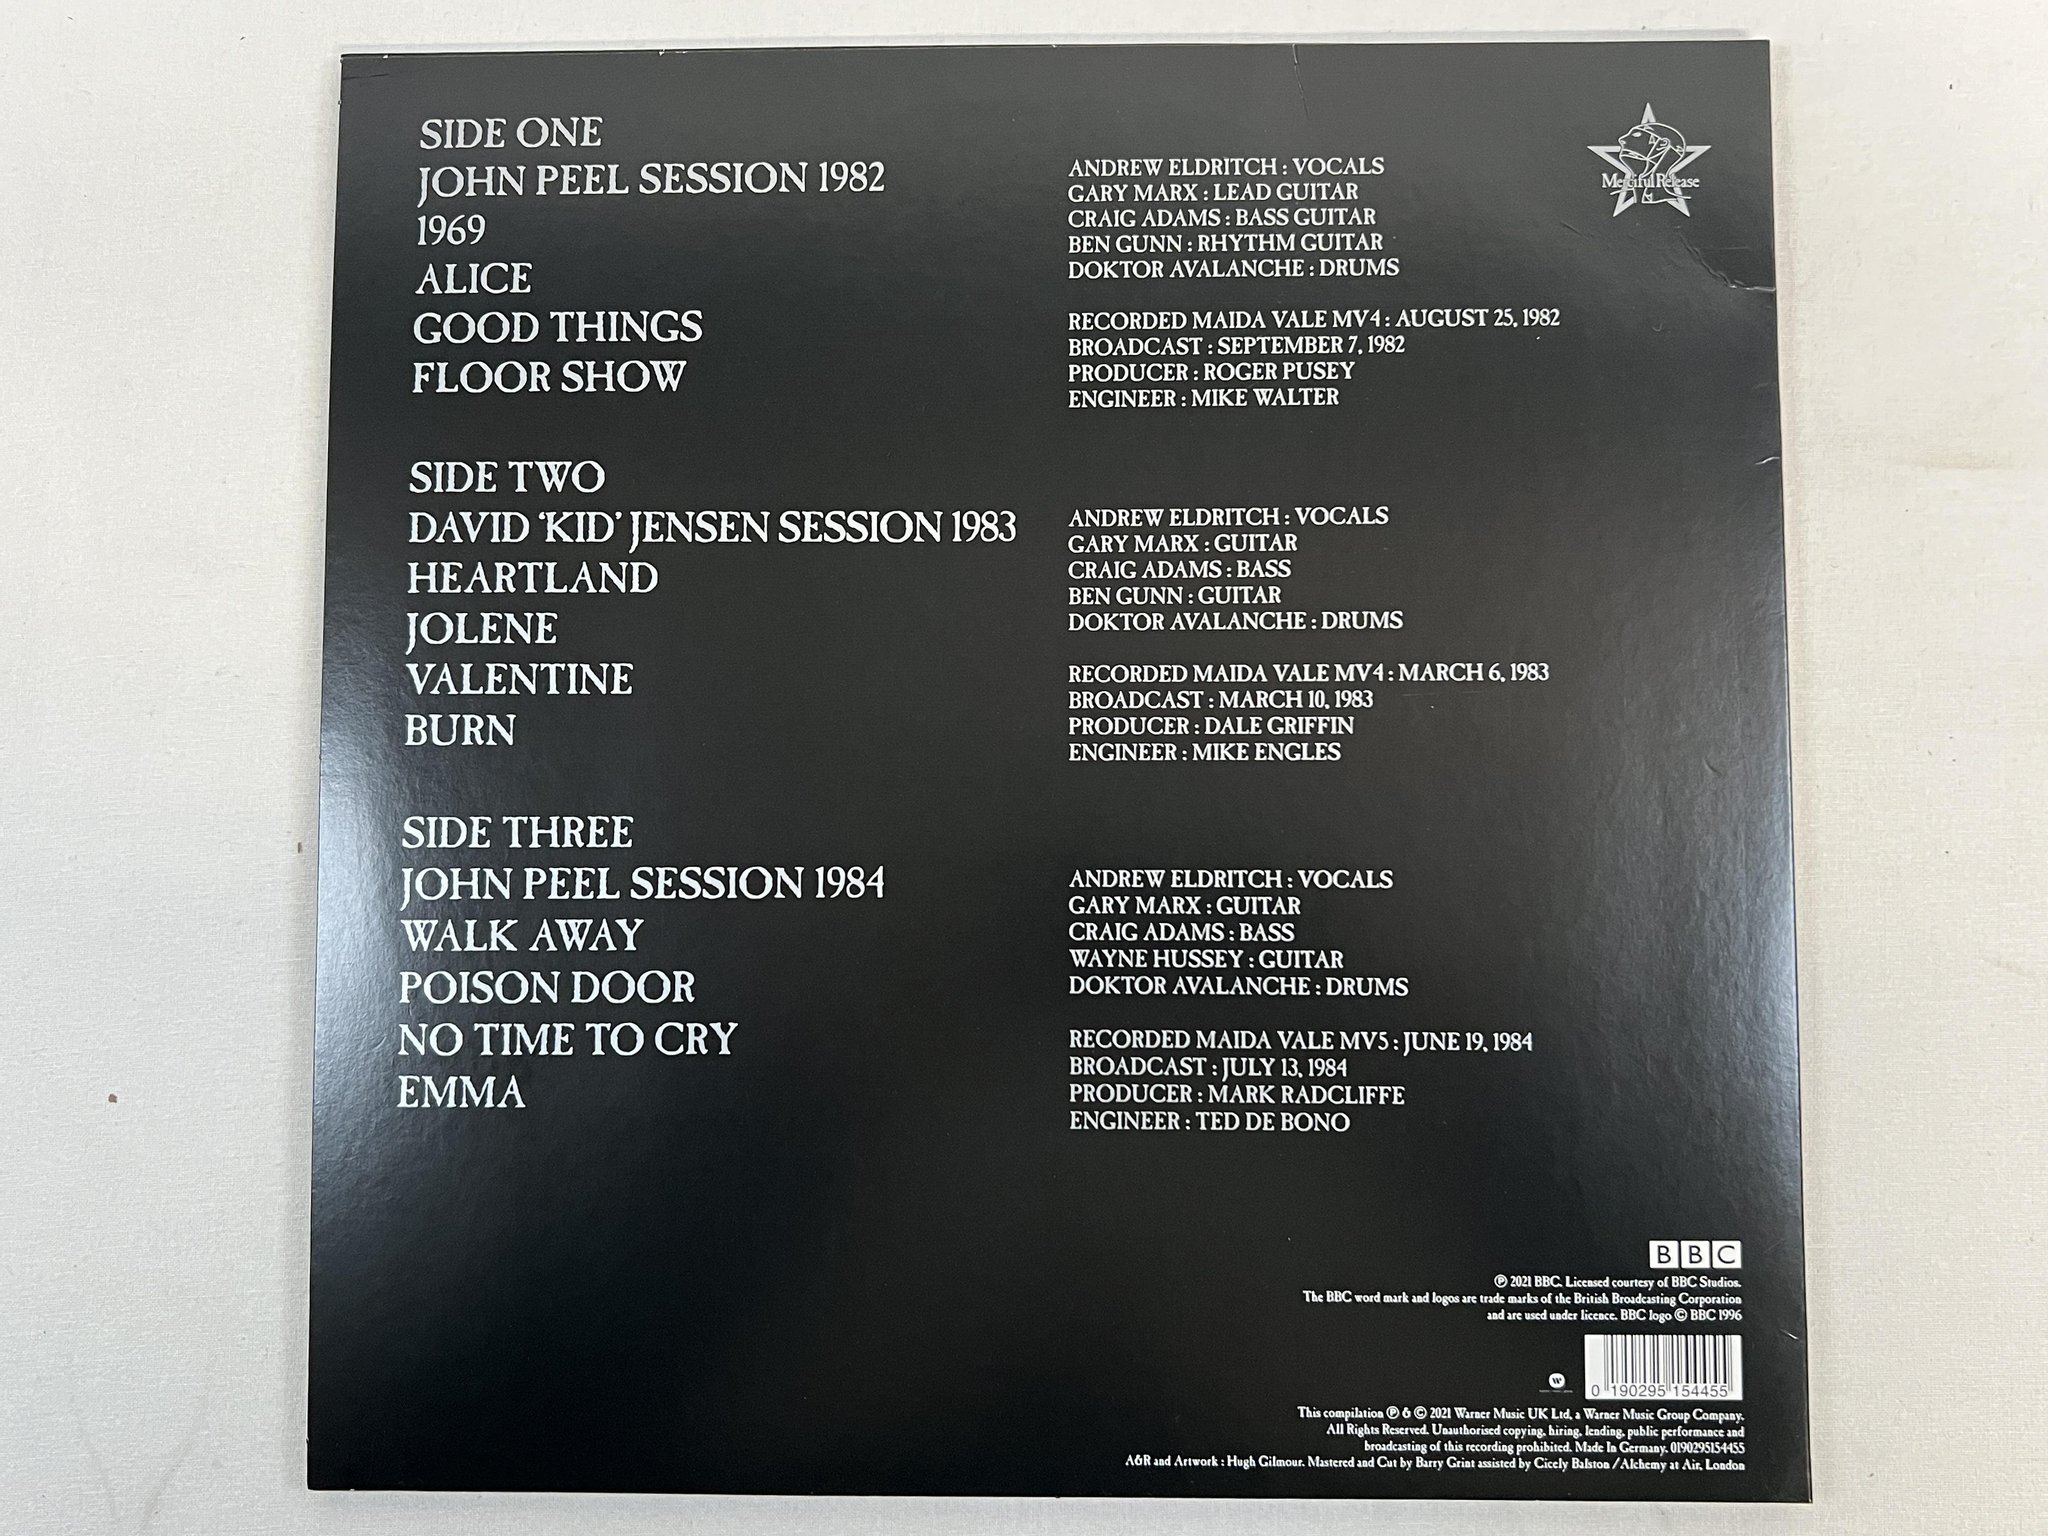 SIDE ONE
JOHN PEEL SESSION 1982
1969
ALICE
GOOD THINGS
FLOOR SHOW
ANDREW ELDRITCH : VOCALS
GARY MARX : LEAD GUITAR
CRAIG ADAMS : BASS GUITAR
BEN GUNN : RHYTHM GUITAR
DOKTOR AVALANCHE : DRUMS
RECORDED MAIDA VALE MV4 : AUGUST 25, 1982
BROADCAST : SEPTEMBER 7, 1982
PRODUCER : ROGER PUSEY
ENGINEER : MIKE WALTER
Merciful Release
SIDE TWO
DAVID ‘KID’ JENSEN SESSION 1983
HEARTLAND
JOLENE
VALENTINE
BURN
ANDREW ELDRITCH : VOCALS
GARY MARX : GUITAR
CRAIG ADAMS : BASS
BEN GUNN : GUITAR
DOKTOR AVALANCHE : DRUMS
RECORDED MAIDA VALE MV4 : MARCH 6, 1983
BROADCAST : MARCH 10, 1983
PRODUCER : DALE GRIFFIN
ENGINEER : MIKE ENGLES
SIDE THREE
JOHN PEEL SESSION 1984
WALK AWAY
POISON DOOR
NO TIME TO CRY
EMMA
ANDREW ELDRITCH : VOCALS
GARY MARX : GUITAR
CRAIG ADAMS : BASS
WAYNE HUSSEY : GUITAR
DOKTOR AVALANCHE : DRUMS
RECORDED MAIDA VALE MV5 : JUNE 19, 1984
BROADCAST : JULY 13, 1984
PRODUCER : MARK RADCLIFFE
ENGINEER : TED DE BONO
BBC
℗ 2021 BBC. Licensed courtesy of BBC Studios.
The BBC word mark and logos are trade marks of the British Broadcasting Corporation
and are used under licence. BBC logo © BBC 1996
0 190295 154455
This compilation ℗ & © 2021 Warner Music UK Ltd, a Warner Music Group Company.
All Rights Reserved. Unauthorised copying, hiring, lending, public performance and
broadcasting of this recording prohibited. Made In Germany. 0190295154455
A&R and Artwork : Hugh Gilmour. Mastered and Cut by Barry Grint assisted by Cicely Balston / Alchemy at Air, London